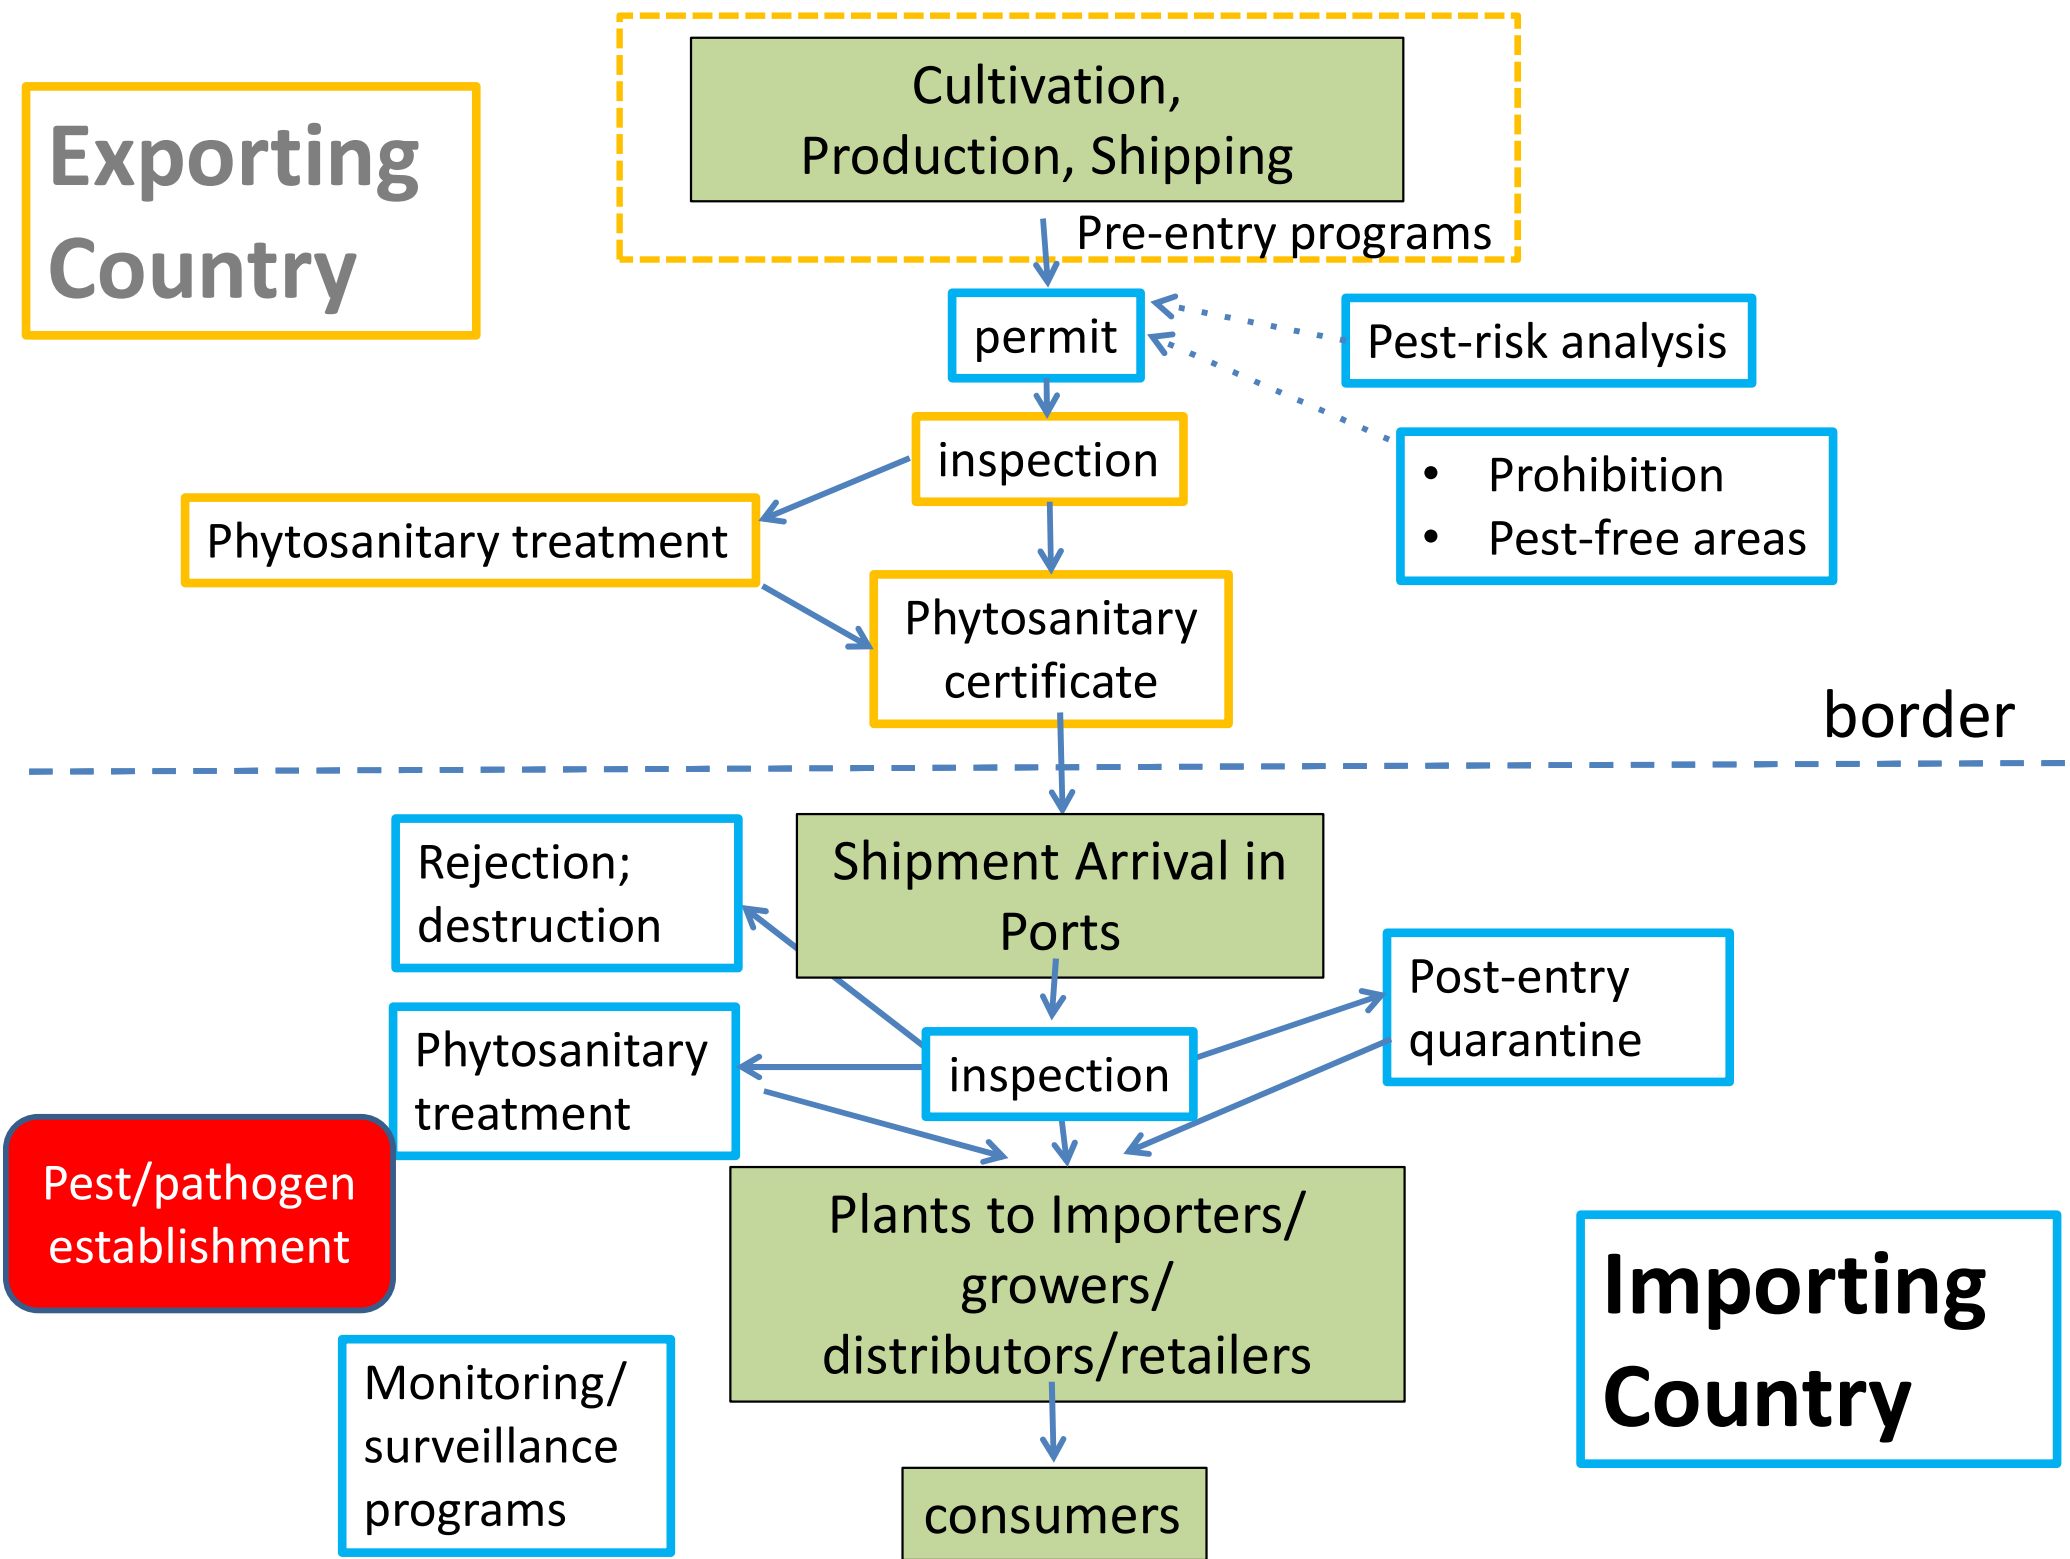 Exporting
Country
Cultivation,
Production, Shipping
Pre-entry programs
permit
Pest-risk analysis
inspection
• Prohibition
• Pest-free areas
Phytosanitary treatment
Phytosanitary
certificate
border
Shipment Arrival in
Ports
Rejection;
destruction
Post-entry
quarantine
Phytosanitary
treatment
inspection
Pest/pathogen
establishment
Plants to Importers/
growers/
distributors/retailers
Importing
Country
Monitoring/
surveillance
programs
consumers